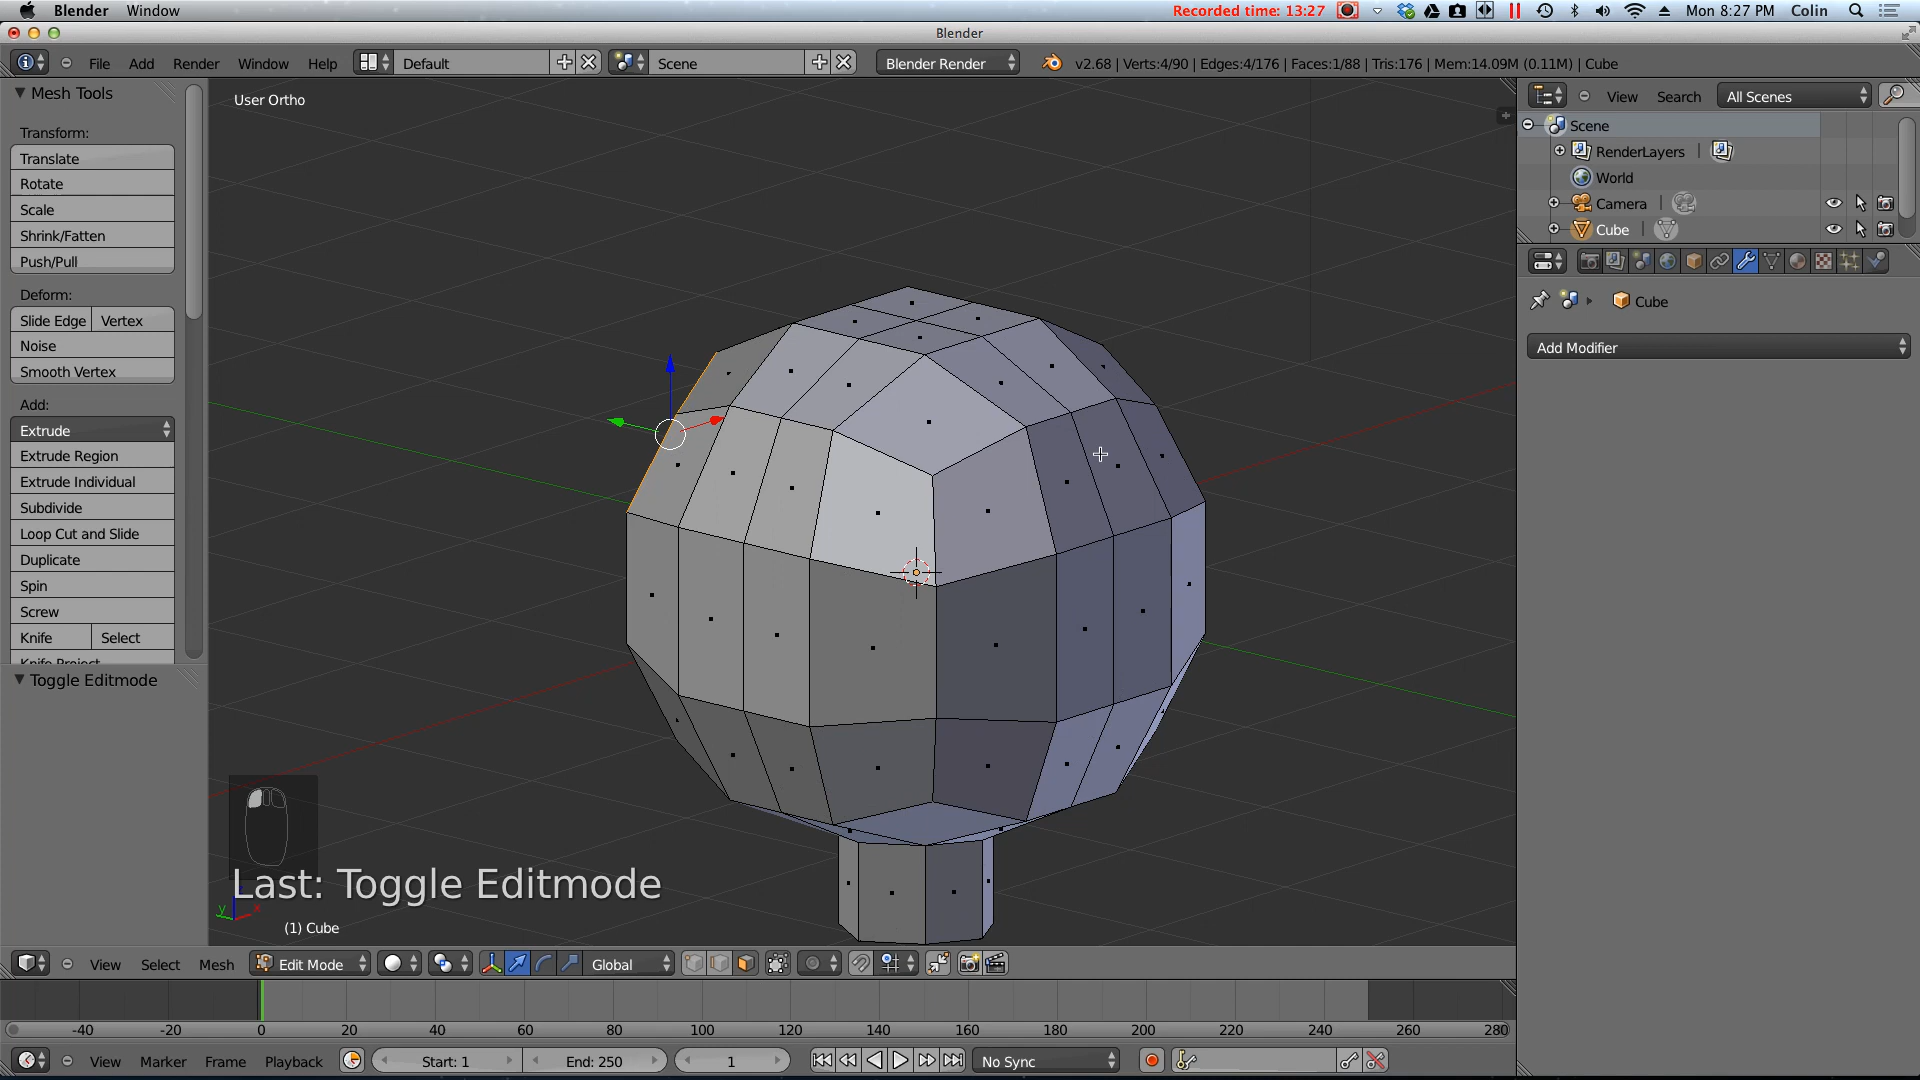 Blender Window Recorded time: 13:27 Mon 8:27 PM Colin
Blender
File Add Render Window Help Default Scene Blender Render v2.68 | Verts:4/90 | Edges:4/176 | Faces:1/88 | Tris:176 | Mem:14.09M (0.11M) | Cube
Mesh Tools
User Ortho
View Search All Scenes
Scene
RenderLayers
World
Camera
Cube
Cube
Add Modifier
Transform:
Translate
Rotate
Scale
Shrink/Fatten
Push/Pull
Deform:
Slide Edge Vertex
Noise
Smooth Vertex
Add:
Extrude
Extrude Region
Extrude Individual
Subdivide
Loop Cut and Slide
Duplicate
Spin
Screw
Knife Select
Knife Project
Toggle Editmode
Last: Toggle Editmode
y x
(1) Cube
View Select Mesh Edit Mode Global
-40 -20 0 20 40 60 80 100 120 140 160 180 200 220 240 260 280
View Marker Frame Playback Start: 1 End: 250 1 No Sync